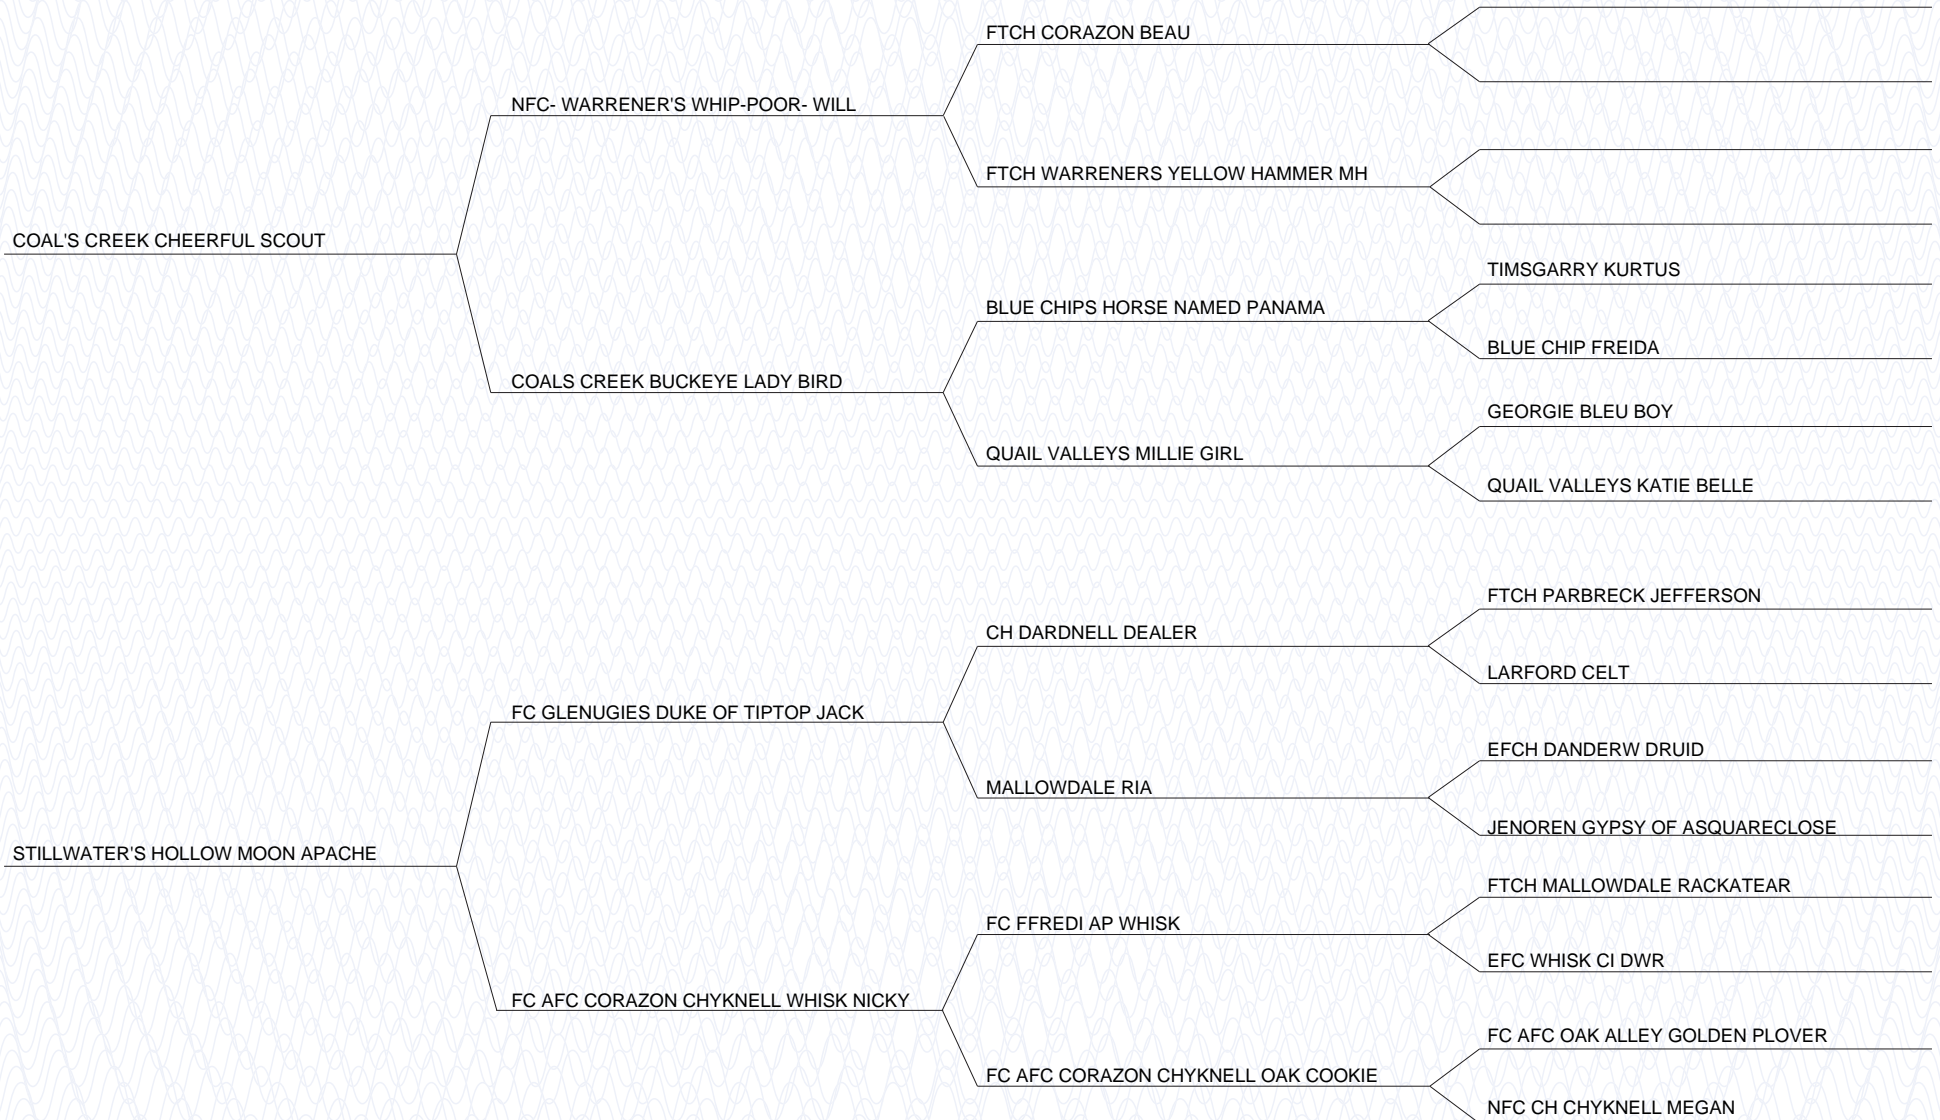 FTCH CORAZON BEAU
NFC- WARRENER'S WHIP-POOR- WILL
FTCH WARRENERS YELLOW HAMMER MH
COAL'S CREEK CHEERFUL SCOUT
TIMSGARRY KURTUS
BLUE CHIPS HORSE NAMED PANAMA
BLUE CHIP FREIDA
COALS CREEK BUCKEYE LADY BIRD
GEORGIE BLEU BOY
QUAIL VALLEYS MILLIE GIRL
QUAIL VALLEYS KATIE BELLE
FTCH PARBRECK JEFFERSON
CH DARDNELL DEALER
LARFORD CELT
FC GLENUGIES DUKE OF TIPTOP JACK
EFCH DANDERW DRUID
MALLOWDALE RIA
JENOREN GYPSY OF ASQUARECLOSE
STILLWATER'S HOLLOW MOON APACHE
FTCH MALLOWDALE RACKATEAR
FC FFREDI AP WHISK
EFC WHISK CI DWR
FC AFC CORAZON CHYKNELL WHISK NICKY
FC AFC OAK ALLEY GOLDEN PLOVER
FC AFC CORAZON CHYKNELL OAK COOKIE
NFC CH CHYKNELL MEGAN